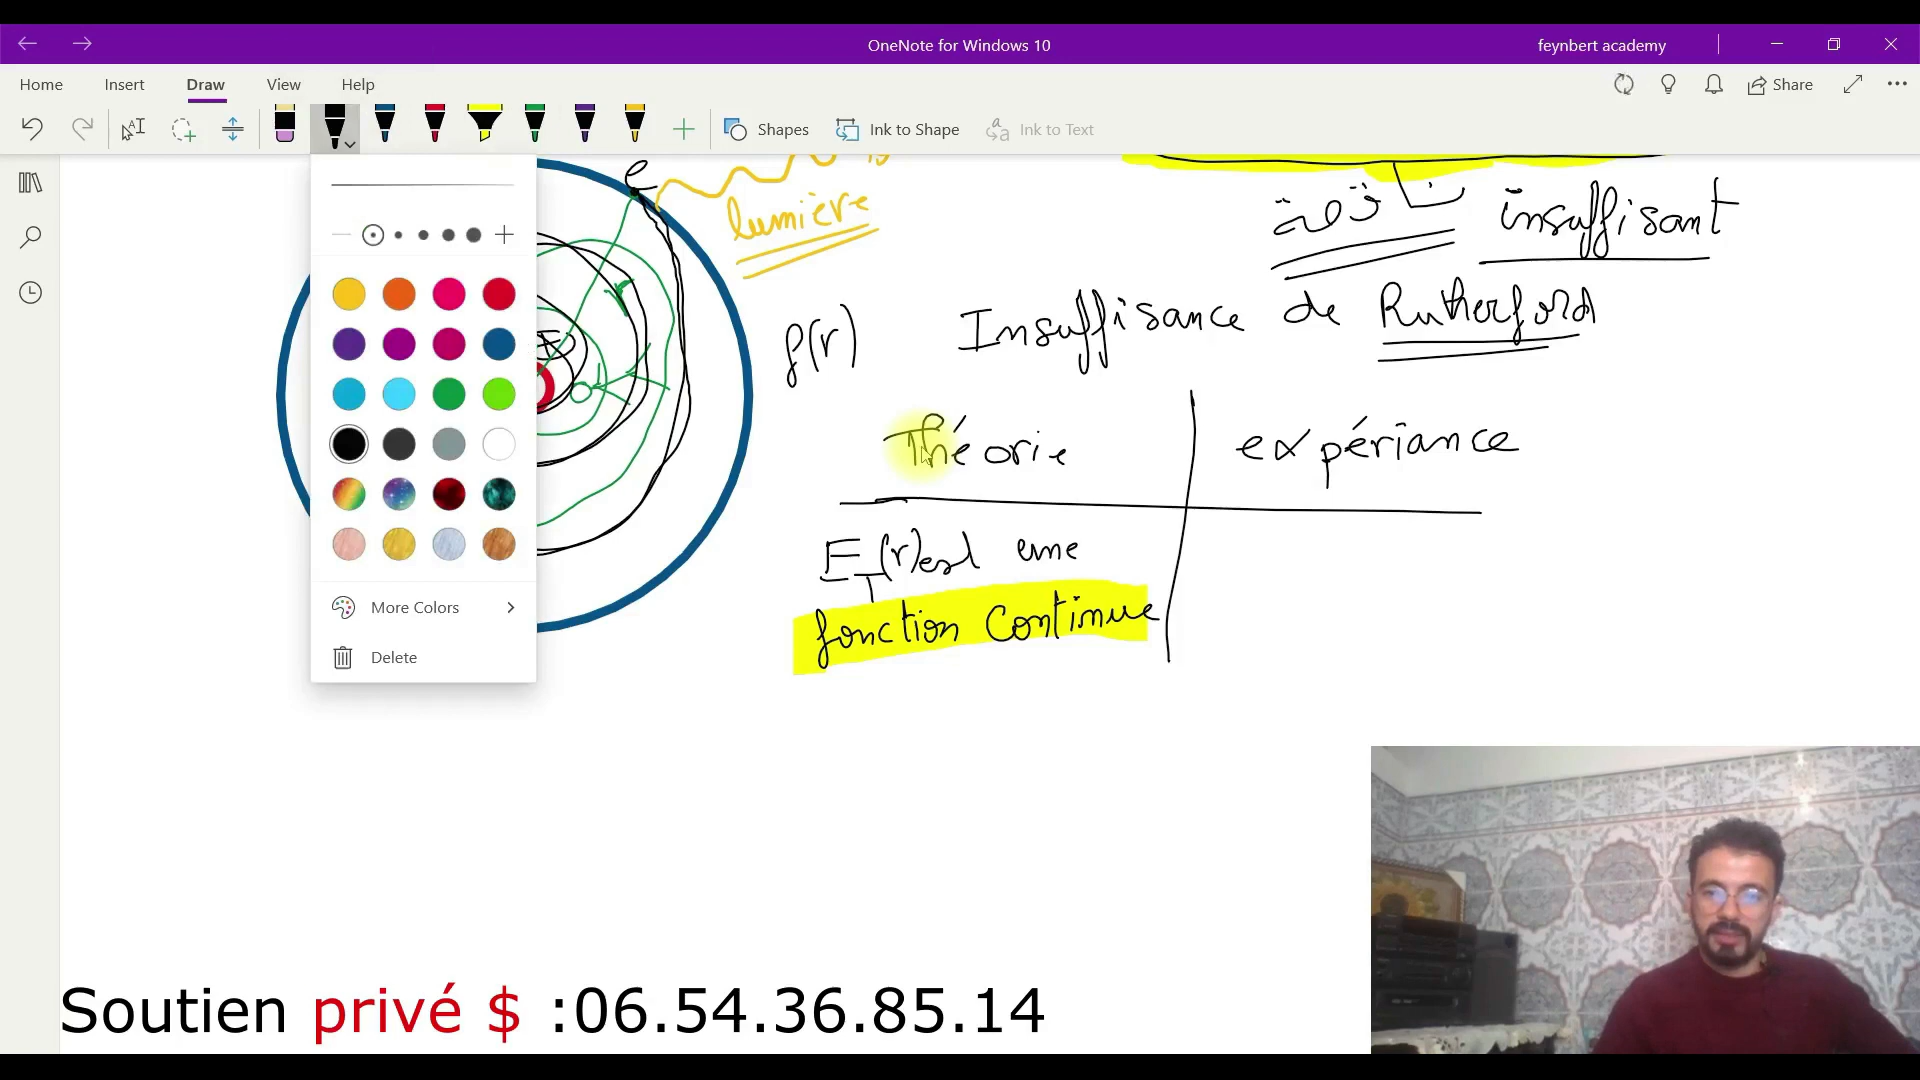 OneNote for Windows 10
feynbert academy
Home Insert Draw View Help
Share
Shapes Ink to Shape Ink to Text
e
lumière
insuffisant
f(r) Insuffisance de Rutherford
Théorie expériance
E_T(r) est une
fonction Continue
More Colors
Delete
Soutien privé $ :06.54.36.85.14